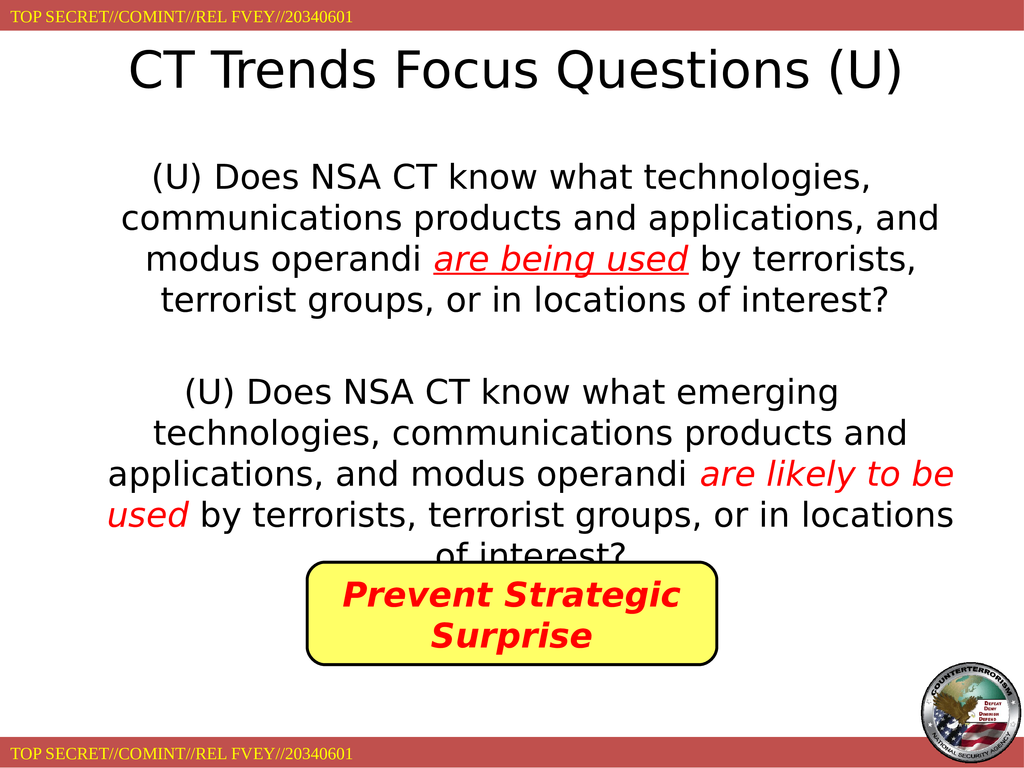 TOP SECRET//COMINT//REL FVEY//20340601
CT Trends Focus Questions (U)
(U) Does NSA CT know what technologies,
communications products and applications, and
modus operandi are being used by terrorists,
terrorist groups, or in locations of interest?
(U) Does NSA CT know what emerging
technologies, communications products and
applications, and modus operandi are likely to be
used by terrorists, terrorist groups, or in locations
of interest?
Prevent Strategic
Surprise
COUNTERTERRORISM
DEFEAT
DENY
DIMINISH
DEFEND
NATIONAL SECURITY AGENCY
TOP SECRET//COMINT//REL FVEY//20340601